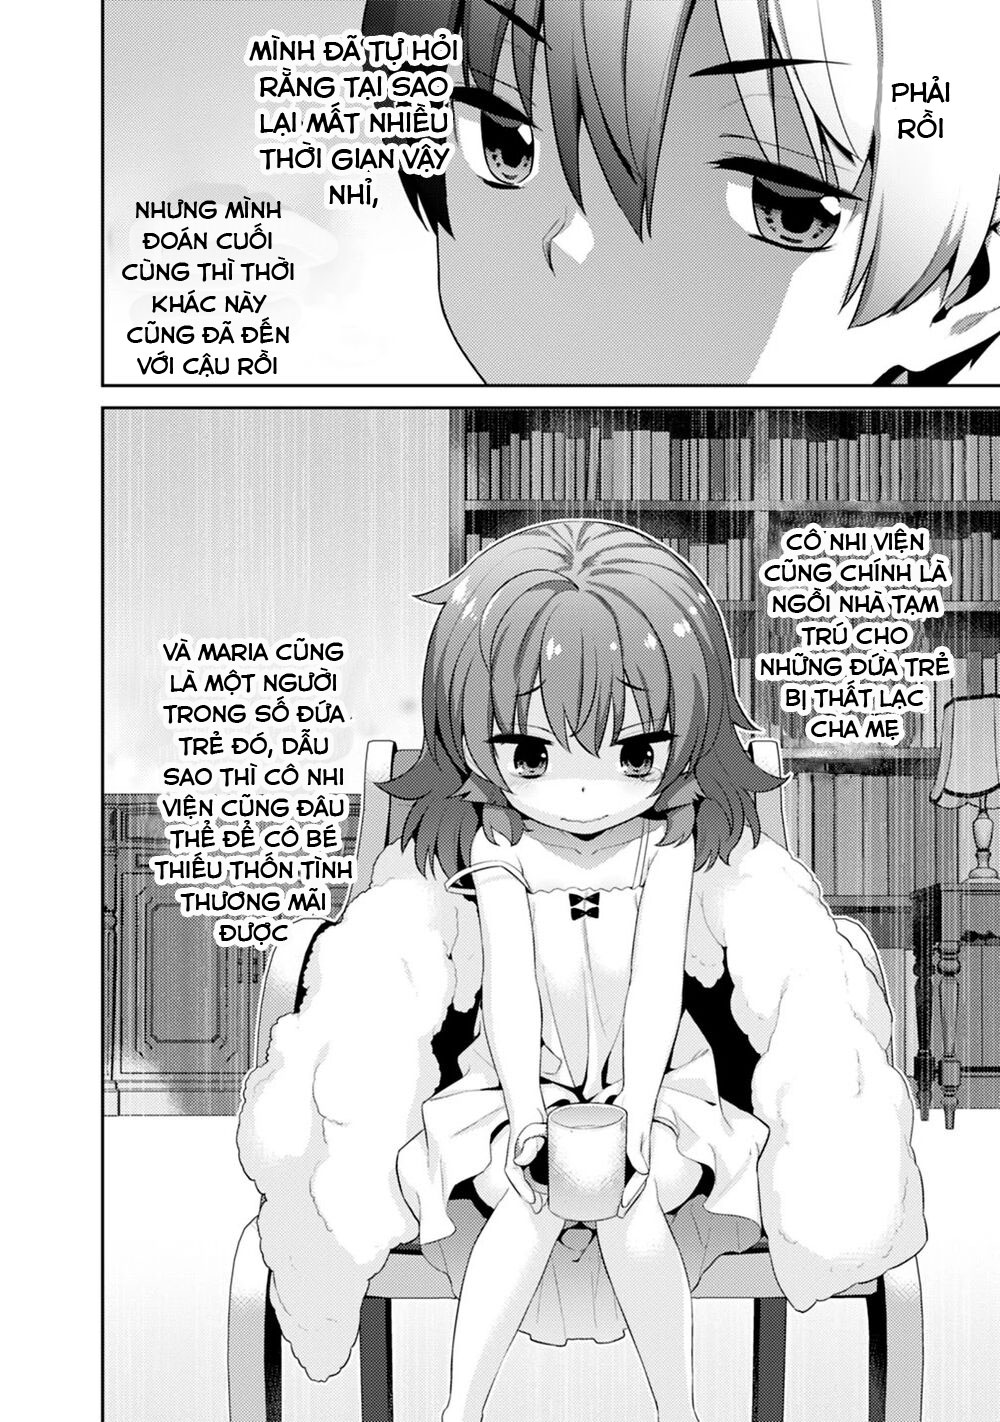 PHẢI
RỒI
MÌNH ĐÃ TỰ HỎI
RẰNG TẠI SAO
LẠI MẤT NHIỀU
THỜI GIAN VẬY
NHỈ,
NHƯNG MÌNH
ĐOÁN CUỐI
CÙNG THÌ THỜI
KHÁC NÀY
CŨNG ĐÃ ĐẾN
VỚI CẬU RỒI
CÔ NHI VIỆN
CŨNG CHÍNH LÀ
NGỒI NHÀ TẠM
TRÚ CHO
NHỮNG ĐỨA TRẺ
BỊ THẤT LẠC
CHA MẸ
VÀ MARIA CŨNG
LÀ MỘT NGƯỜI
TRONG SỐ ĐỨA
TRẺ ĐÓ, DẪU
SAO THÌ CÔ NHI
VIỆN CŨNG ĐÂU
THỂ ĐỂ CÔ BÉ
THIẾU THỐN TÌNH
THƯƠNG MÃI
ĐƯỢC